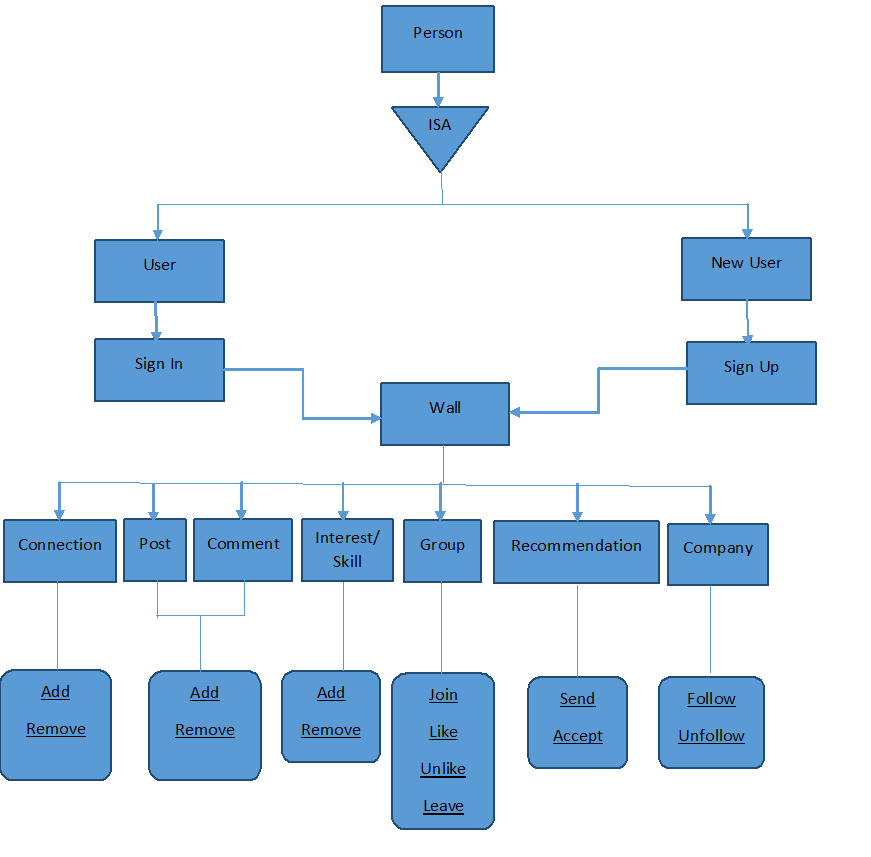 Person
ISA
User
New User
Sign In
Sign Up
Wall
Connection
Post
Comment
Interest/
Skill
Group
Recommendation
Company
Add
Remove
Add
Remove
Add
Remove
Join
Like
Unlike
Leave
Send
Accept
Follow
Unfollow